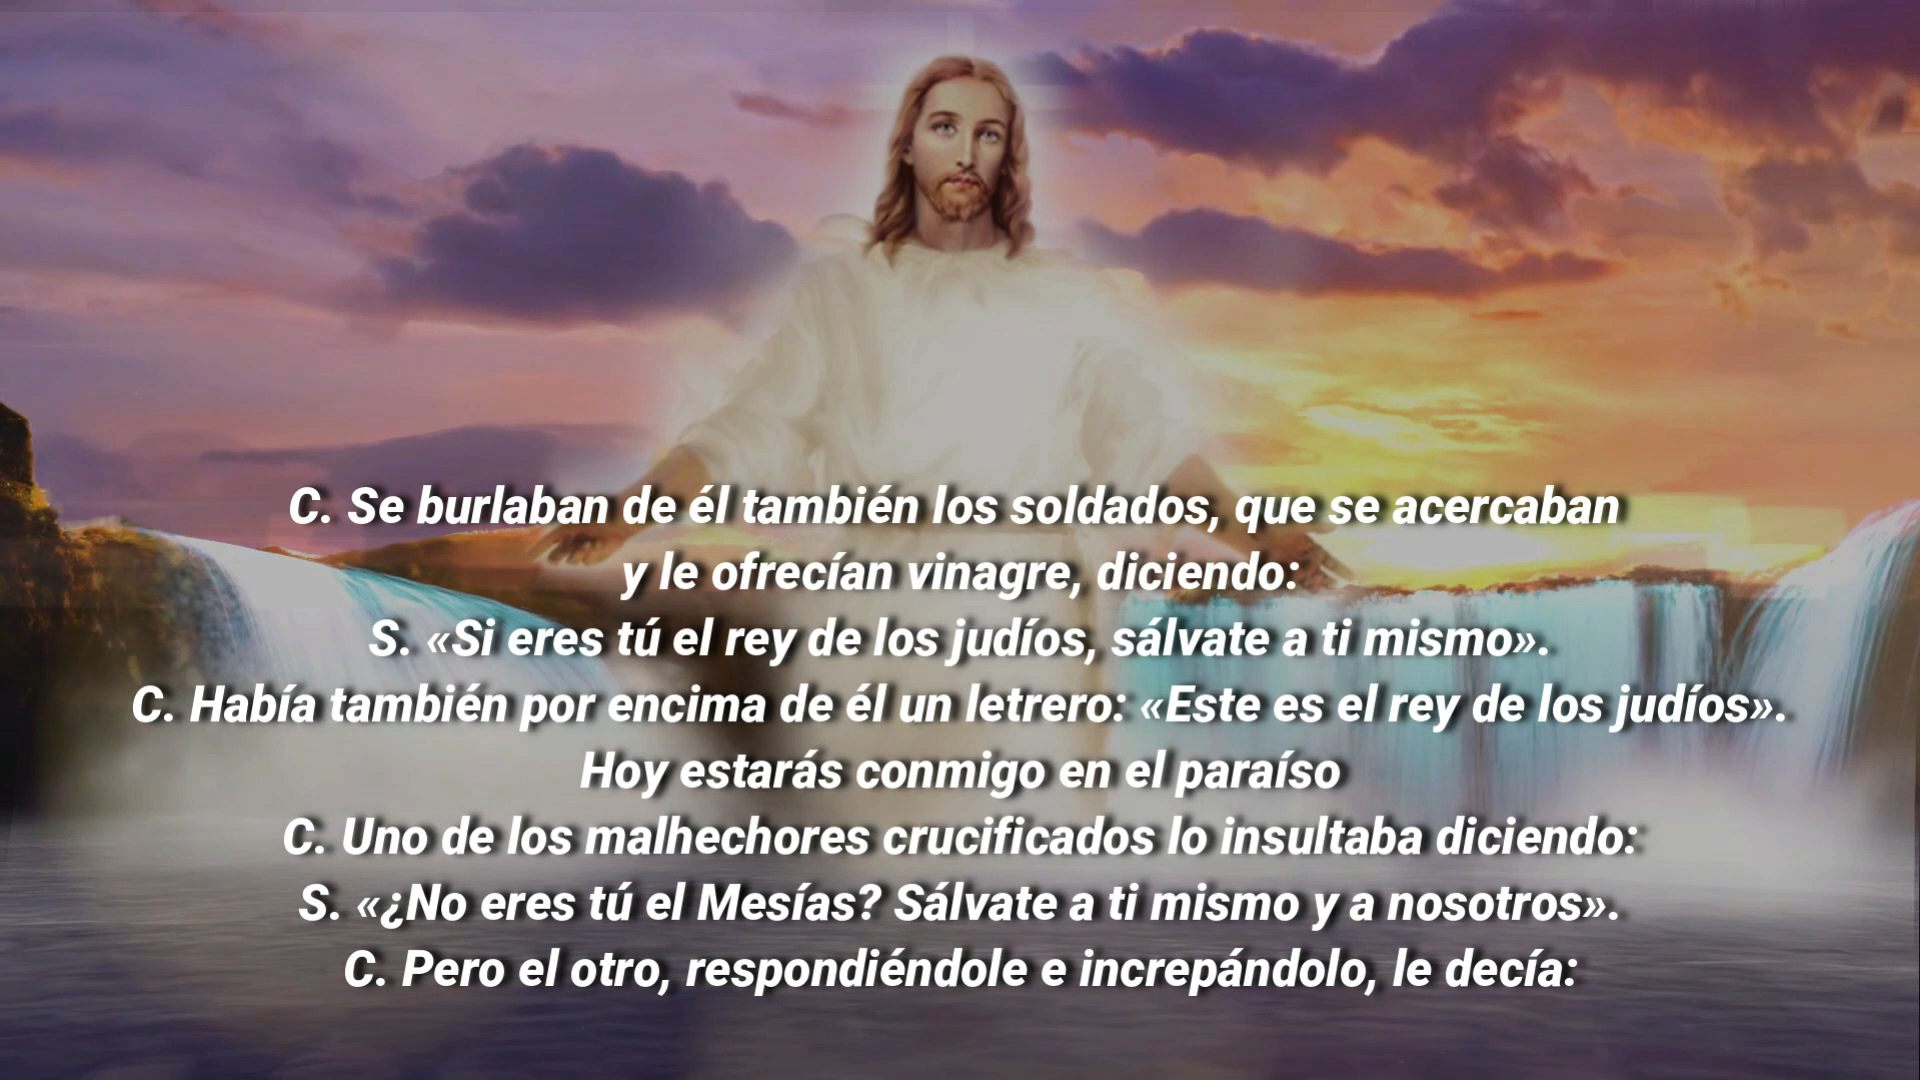 C. Se burlaban de él también los soldados, que se acercaban
y le ofrecían vinagre, diciendo:
S. «Si eres tú el rey de los judíos, sálvate a ti mismo».
C. Había también por encima de él un letrero: «Este es el rey de los judíos».
Hoy estarás conmigo en el paraíso
C. Uno de los malhechores crucificados lo insultaba diciendo:
S. «¿No eres tú el Mesías? Sálvate a ti mismo y a nosotros».
C. Pero el otro, respondiéndole e increpándolo, le decía: